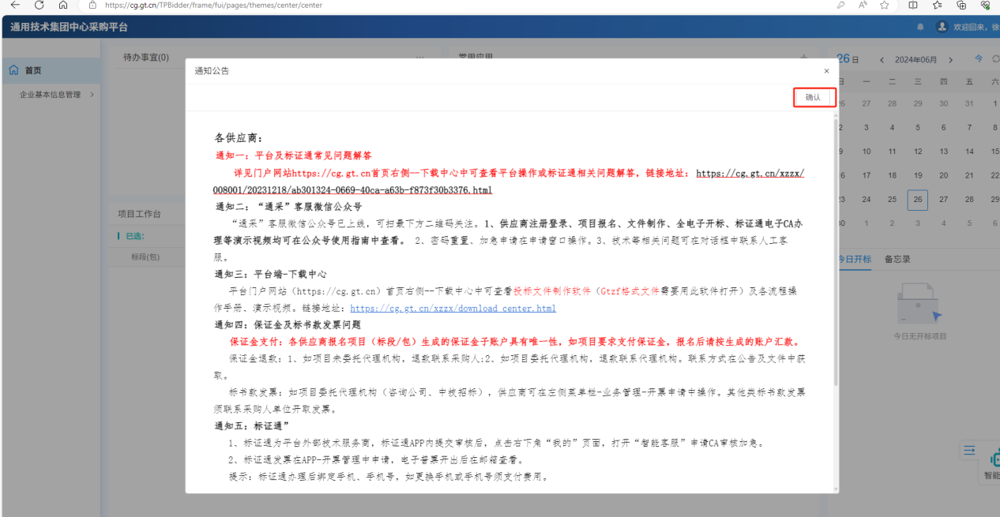 https://cg.gt.cn/TPBidder/frame/fui/pages/themes/center/center
通用技术集团中心采购平台
欢迎回来，徐
首页
企业基本信息管理
待办事宜(0)
常用应用
项目工作台
已选：
标段(包)
通知公告
确认
各供应商：
通知一：平台及标证通常见问题解答
详见门户网站https://cg.gt.cn首页右侧--下载中心中可查看平台操作或标证通相关问题解答，链接地址：https://cg.gt.cn/xzzx/
008001/20231218/ab301324-0669-40ca-a63b-f873f30b3376.html
通知二：“通采”客服微信公众号
“通采”客服微信公众号已上线，可扫最下方二维码关注。1、供应商注册登录、项目报名、文件制作、全电子开标、标证通电子CA办
理等演示视频均可在公众号使用指南中查看。 2、密码重置、加急申请在申请窗口操作。3、技术等相关问题可在对话框中联系人工客
服。
通知三：平台端-下载中心
平台门户网站（https://cg.gt.cn）首页右侧--下载中心中可查看投标文件制作软件（Gtzf格式文件需要用此软件打开）及各流程操
作手册、演示视频。链接地址：https://cg.gt.cn/xzzx/download_center.html
通知四：保证金及标书款发票问题
保证金支付：各供应商报名项目（标段/包）生成的保证金子账户具有唯一性，如项目要求支付保证金，报名后请按生成的账户汇款。
保证金退款：1、如项目未委托代理机构，退款联系采购人;2、如项目委托代理机构，退款联系代理机构。联系方式在公告及文件中获
取。
标书款发票：如项目委托代理机构（咨询公司、中技招标），供应商可在左侧菜单栏-业务管理-开票申请中操作。其他类标书款发票
须联系采购人单位开取发票。
通知五：标证通”
1、标证通为平台外部技术服务商，标证通APP内提交审核后，点击右下角“我的”页面，打开“智能客服”申请CA审核加急。
2、标证通发票在APP-开票管理中申请，电子普票开出后在邮箱查看。
提示：标证通办理后绑定手机、手机号，如更换手机或手机号须支付费用。
26日 2024年06月 今
日 一 二 三 四 五 六
6 27 28 29 30 31 1
2 3 4 5 6 7 8
9 10 11 12 13 14 15
6 17 18 19 20 21 22
3 24 25 26 27 28 29
0 1 2 3 4 5 6
今日开标 备忘录
今日无开标项目
智能